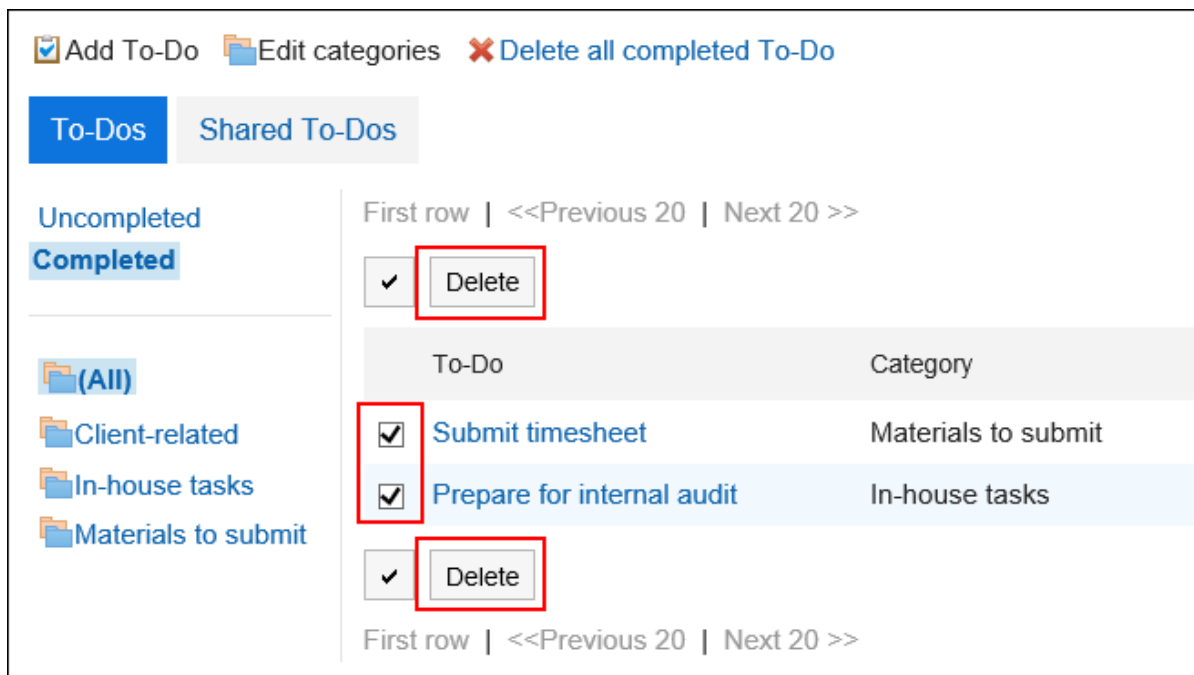 Add To-Do Edit categories Delete all completed To-Do
To-Dos Shared To-Dos
Uncompleted
Completed
(All)
Client-related
In-house tasks
Materials to submit
First row | <<Previous 20 | Next 20 >>
Delete
To-Do Category
Submit timesheet Materials to submit
Prepare for internal audit In-house tasks
Delete
First row | <<Previous 20 | Next 20 >>